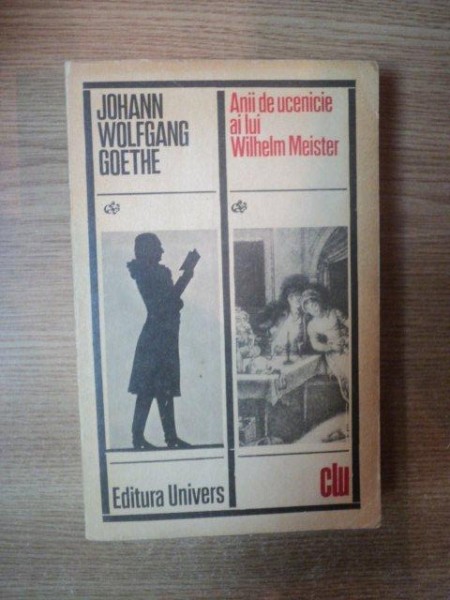 JOHANN
WOLFGANG
GOETHE
Anii de ucenicie
ai lui
Wilhelm Meister
Editura Univers
clu